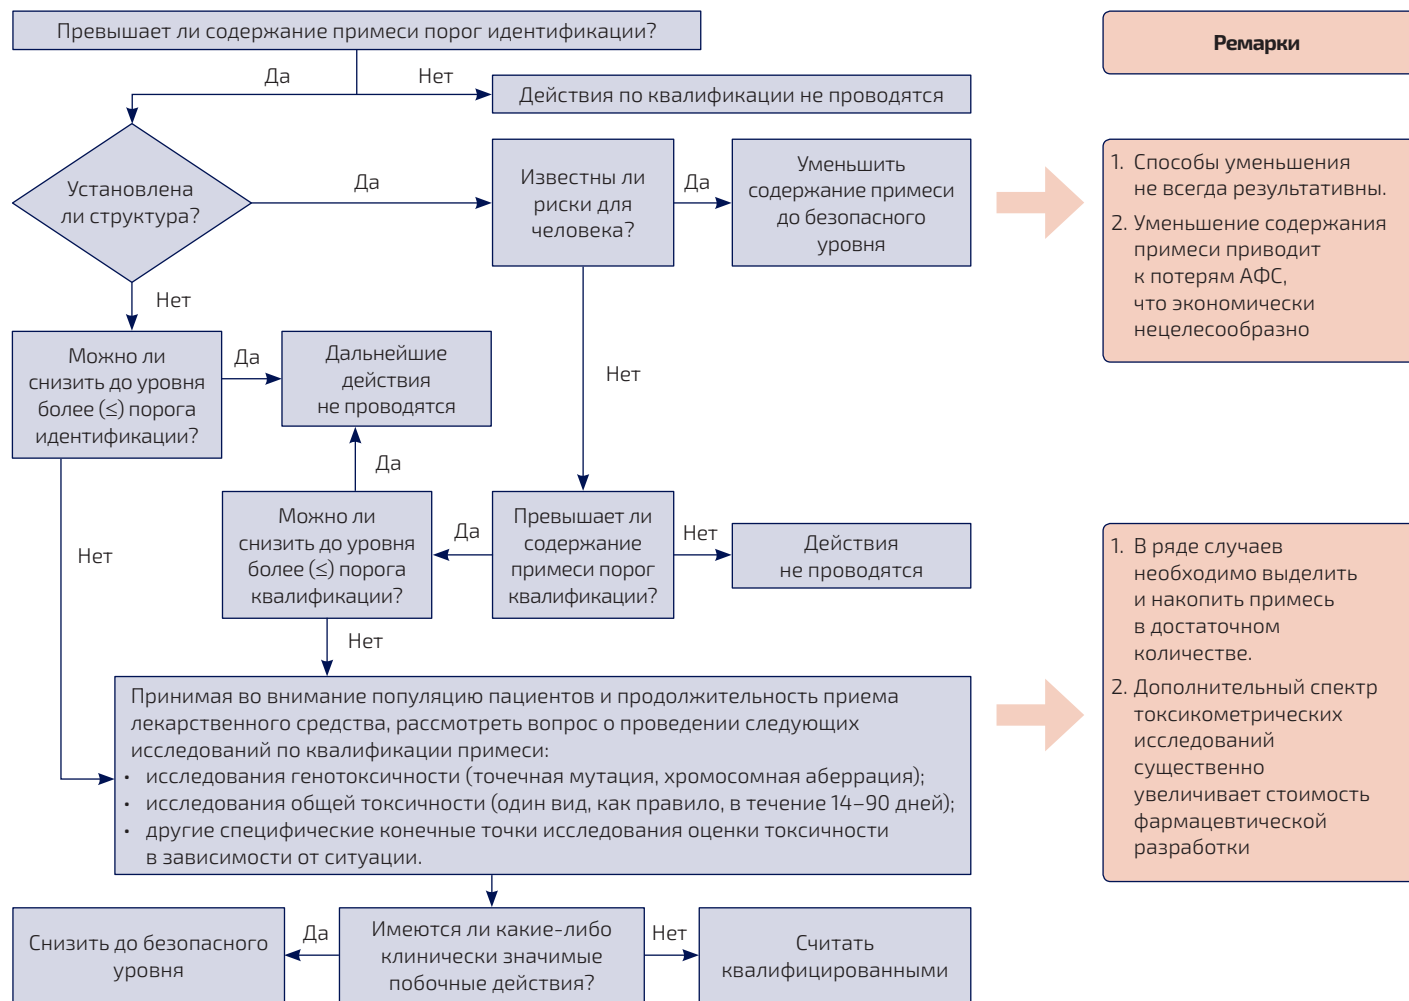 Превышает ли содержание примеси порог идентификации?
Ремарки
Да
Нет
Действия по квалификации не проводятся
Установлена
ли структура?
Да
Известны ли
риски для
человека?
Да
Уменьшить
содержание примеси
до безопасного
уровня
1. Способы уменьшения
не всегда результативны.
2. Уменьшение содержания
примеси приводит
к потерям АФС,
что экономически
нецелесообразно
Нет
Можно ли
снизить до уровня
более (≤) порога
идентификации?
Да
Дальнейшие
действия
не проводятся
Нет
Да
Нет
Можно ли
снизить до уровня
более (≤) порога
квалификации?
Да
Превышает ли
содержание
примеси порог
квалификации?
Нет
Действия
не проводятся
1. В ряде случаев
необходимо выделить
и накопить примесь
в достаточном
количестве.
2. Дополнительный спектр
токсикометрических
исследований
существенно
увеличивает стоимость
фармацевтической
разработки
Нет
Принимая во внимание популяцию пациентов и продолжительность приема
лекарственного средства, рассмотреть вопрос о проведении следующих
исследований по квалификации примеси:
• исследования генотоксичности (точечная мутация, хромосомная аберрация);
• исследования общей токсичности (один вид, как правило, в течение 14–90 дней);
• другие специфические конечные точки исследования оценки токсичности
в зависимости от ситуации.
Снизить до безопасного
уровня
Да
Имеются ли какие-либо
клинически значимые
побочные действия?
Нет
Считать
квалифицированными